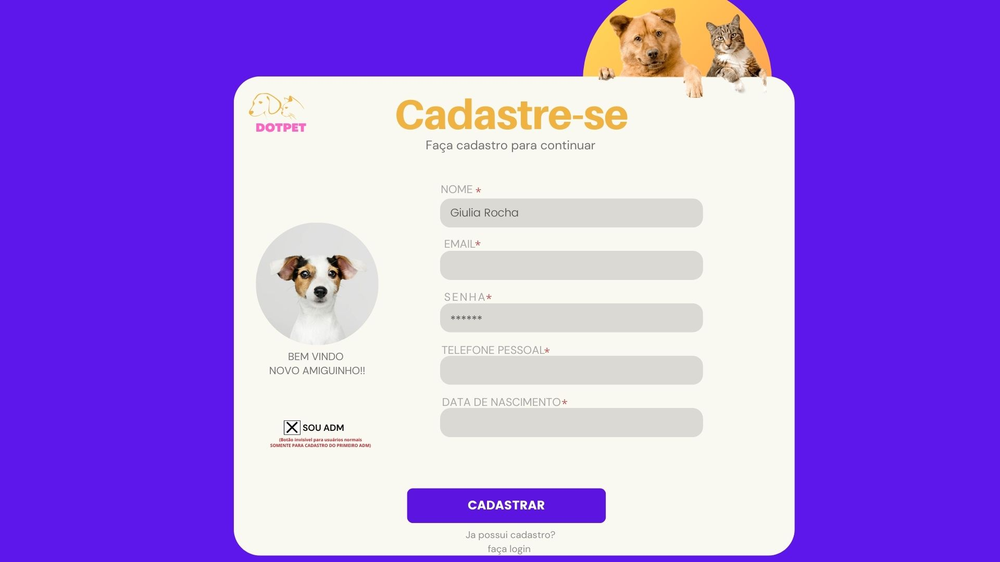 DOTPET
Cadastre-se
Faça cadastro para continuar
NOME *
Giulia Rocha
EMAIL*
SENHA*
******
TELEFONE PESSOAL*
DATA DE NASCIMENTO*
BEM VINDO
NOVO AMIGUINHO!!
SOU ADM
(Botão invisível para usuários normais
SOMENTE PARA CADASTRO DO PRIMEIRO ADM)
CADASTRAR
Ja possui cadastro?
faça login